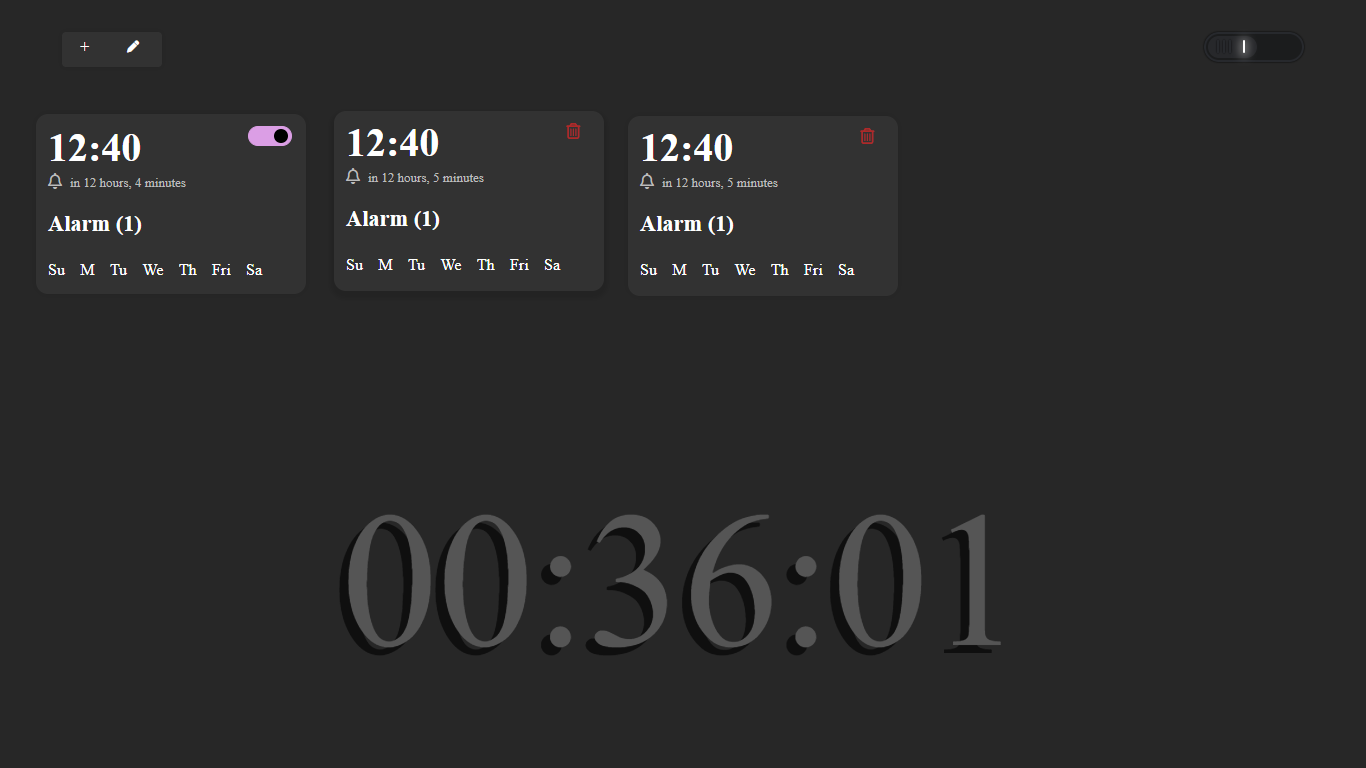 +
12:40
in 12 hours, 4 minutes
Alarm (1)
Su M Tu We Th Fri Sa
12:40
in 12 hours, 5 minutes
Alarm (1)
Su M Tu We Th Fri Sa
12:40
in 12 hours, 5 minutes
Alarm (1)
Su M Tu We Th Fri Sa
00:36:01